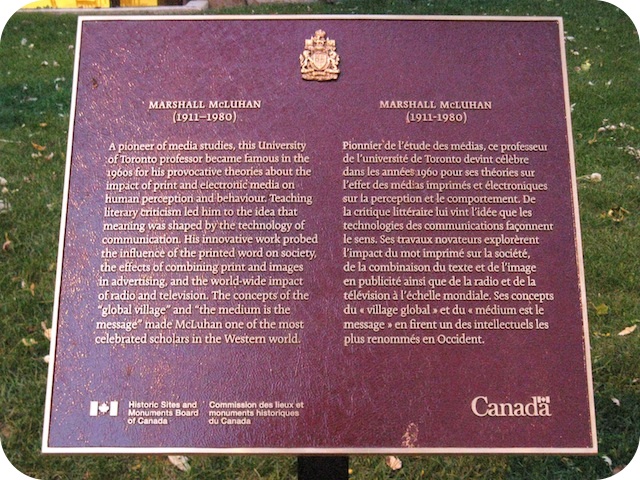 MARSHALL McLUHAN
(1911–1980)
A pioneer of media studies, this University
of Toronto professor became famous in the
1960s for his provocative theories about the
impact of print and electronic media on
human perception and behaviour. Teaching
literary criticism led him to the idea that
meaning was shaped by the technology of
communication. His innovative work probed
the influence of the printed word on society,
the effects of combining print and images
in advertising, and the world-wide impact
of radio and television. The concepts of the
“global village” and “the medium is the
message” made McLuhan one of the most
celebrated scholars in the Western world.
MARSHALL McLUHAN
(1911-1980)
Pionnier de l'étude des médias, ce professeur
de l'université de Toronto devint célèbre
dans les années 1960 pour ses théories sur
l'effet des médias imprimés et électroniques
sur la perception et le comportement. De
la critique littéraire lui vint l'idée que les
technologies des communications façonnent
le sens. Ses travaux novateurs explorèrent
l'impact du mot imprimé sur la société,
de la combinaison du texte et de l'image
en publicité ainsi que de la radio et de la
télévision à l'échelle mondiale. Ses concepts
du « village global » et du « médium est le
message » en firent un des intellectuels les
plus renommés en Occident.
Historic Sites and
Monuments Board
of Canada
Commission des lieux et
monuments historiques
du Canada
Canada